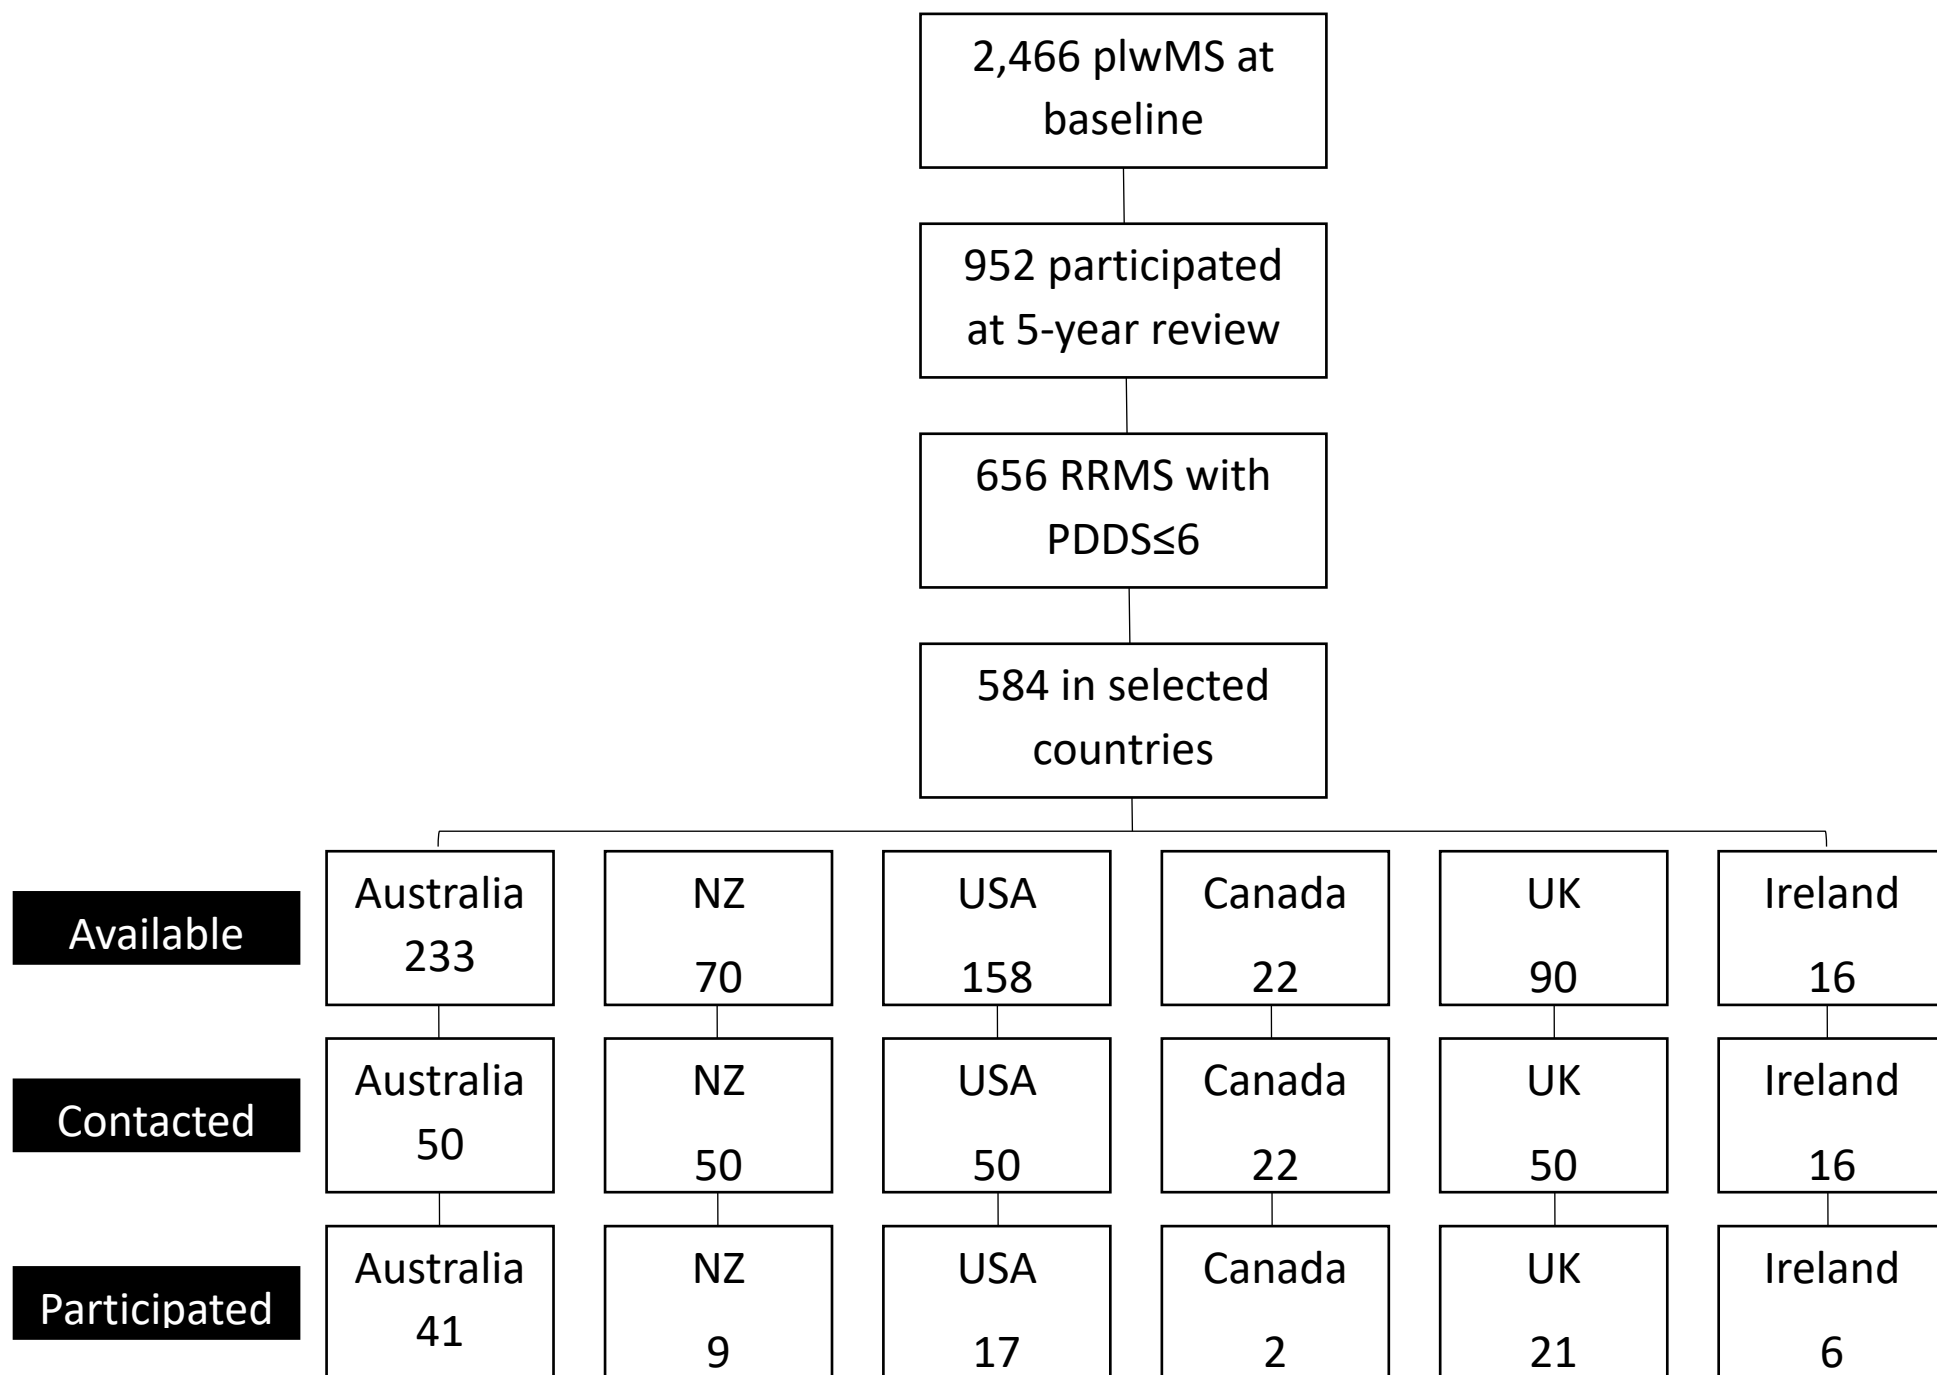 2,466 plwMS at
baseline
952 participated
at 5-year review
656 RRMS with
PDDS≤6
584 in selected
countries
Available
Australia
233
NZ
70
USA
158
Canada
22
UK
90
Ireland
16
Contacted
Australia
50
NZ
50
USA
50
Canada
22
UK
50
Ireland
16
Participated
Australia
41
NZ
9
USA
17
Canada
2
UK
21
Ireland
6